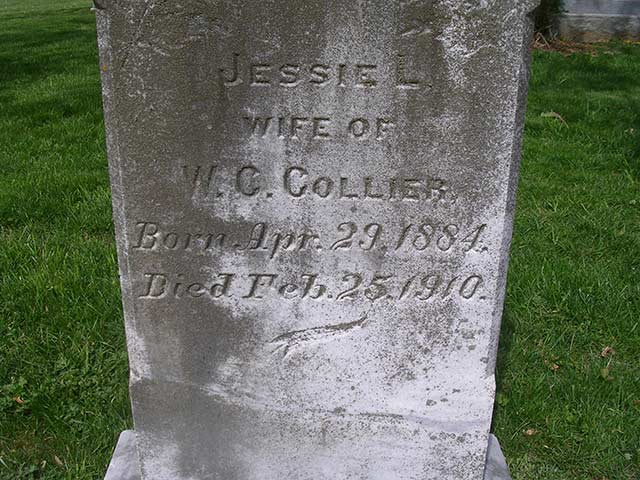 JESSIE L.
WIFE OF
W. C. COLLIER.
Born Apr. 29. 1884.
Died Feb. 25. 1910.